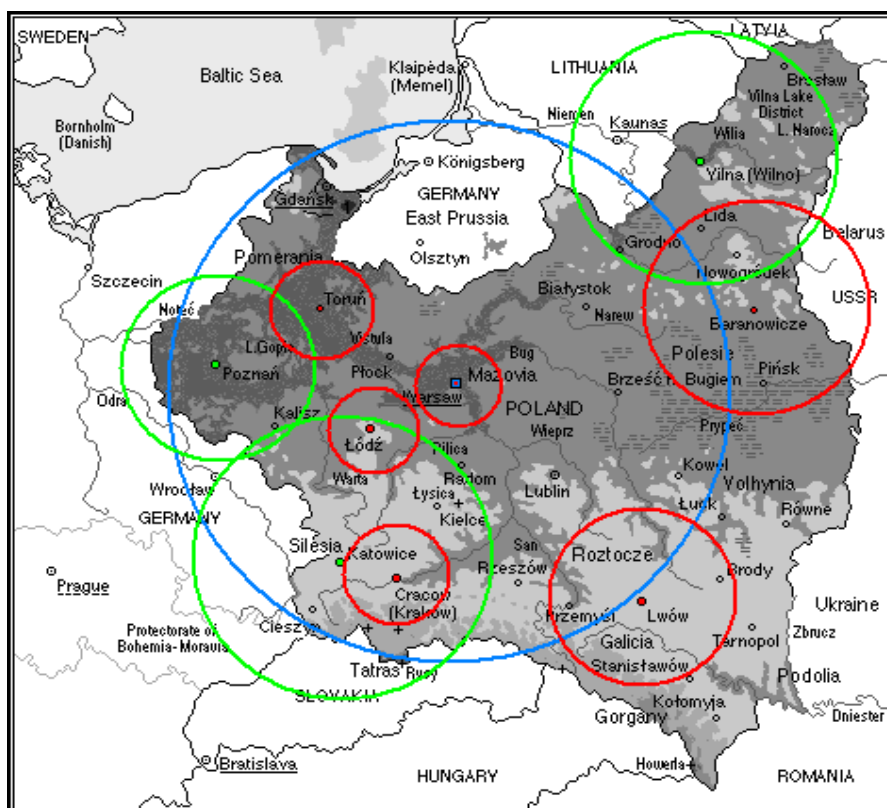 SWEDEN
LATVIA
Baltic Sea
Klaipėda
(Memel)
LITHUANIA
Brasław
Vilna Lake
District
L. Narocz
Bornholm
(Danish)
Niemen
Kaunas
Wilia
Königsberg
Vilna (Wilno)
GERMANY
East Prussia
Gdańsk
Lida
Belarus
Grodno
Olsztyn
Pomerania
Nowogródek
Szczecin
Białystok
USSR
Toruń
Noteć
Narew
Baranowicze
L.Gopło
Vistula
Bug
Polesie
Poznań
Płock
Mazovia
Pińsk
Warsaw
Brześć n.
Bugiem
Odra
POLAND
Kalisz
Wieprz
Prypeć
Łódź
Pilica
Kowel
Wrocław
Warta
Radom
Lublin
Volhynia
Łysica
GERMANY
Kielce
Łuck
Równe
Silesia
Katowice
San
Roztocze
Prague
Rzeszów
Brody
Cracow
(Kraków)
Przemyśl
Lwów
Ukraine
Cieszyn
Protectorate of
Bohemia-Moravia
Galicia
Tarnopol
Zbrucz
Tatras
Rysy
Stanisławów
Podolia
SLOVAKIA
Kołomyja
Gorgany
Dniester
Bratislava
Howerla
HUNGARY
ROMANIA